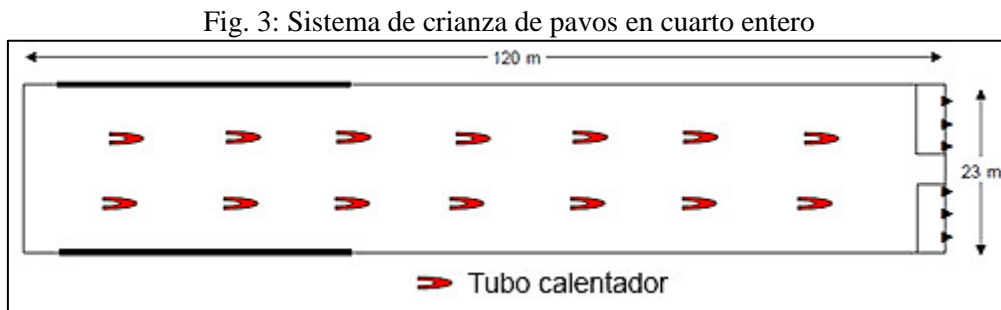 Fig. 3: Sistema de crianza de pavos en cuarto entero
120 m
23 m
Tubo calentador